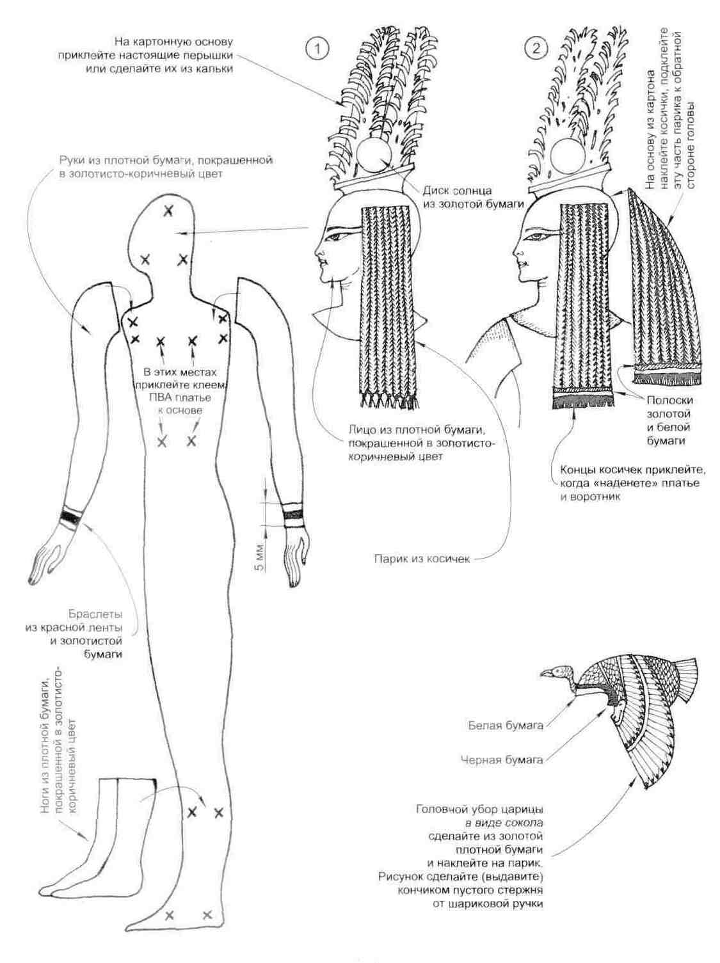 На картонную основу
приклейте настоящие перышки
или сделайте их из кальки
1
2
На основу из картона
наклейте косички, подклейте
эту часть парика к обратной
стороне головы
Руки из плотной бумаги, покрашенной
в золотисто-коричневый цвет
Диск солнца
из золотой бумаги
В этих местах
приклейте клеем
ПВА платье
к основе
Лицо из плотной бумаги,
покрашенной в золотисто-
коричневый цвет
Полоски
золотой
и белой
бумаги
Концы косичек приклейте,
когда «наденете» платье
и воротник
Парик из косичек
5 мм
Браслеты
из красной ленты
и золотистой
бумаги
Ноги из плотной бумаги,
покрашенной в золотисто-
коричневый цвет
Белая бумага
Черная бумага
Головной убор царицы
в виде сокола
сделайте из золотой
плотной бумаги
и наклейте на парик.
Рисунок сделайте (выдавите)
кончиком пустого стержня
от шариковой ручки